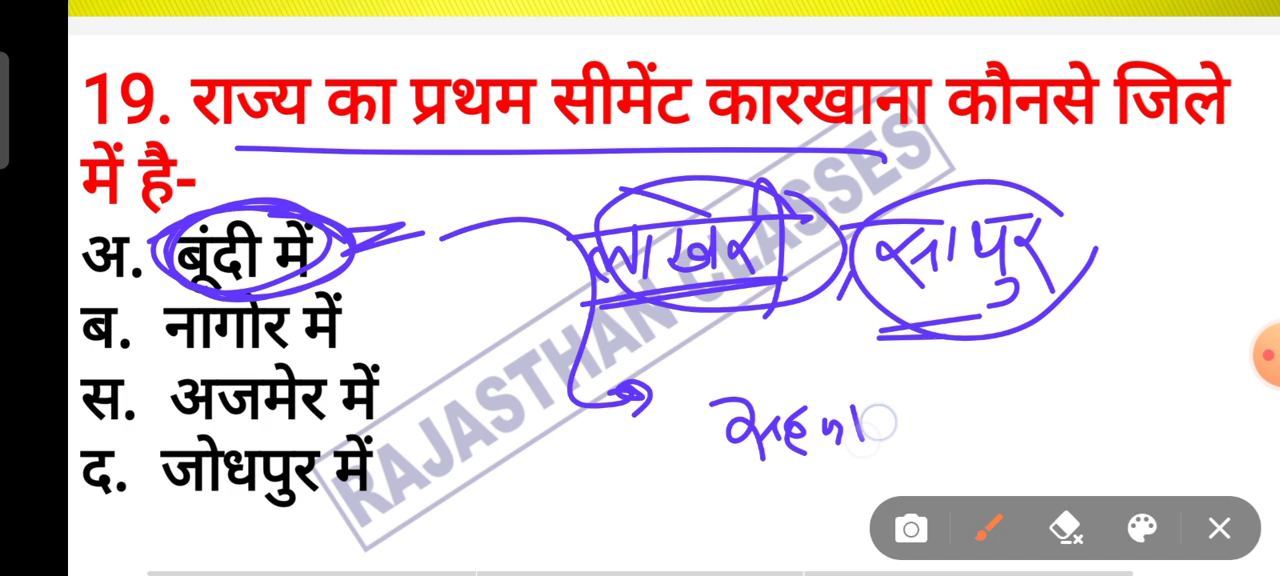 19. राज्य का प्रथम सीमेंट कारखाना कौनसे जिले
में है-
अ. बूंदी में
लाखेरी सापुर
ब. नागोर में
स. अजमेर में
द. जोधपुर में
RAJASTHAN CLASSES